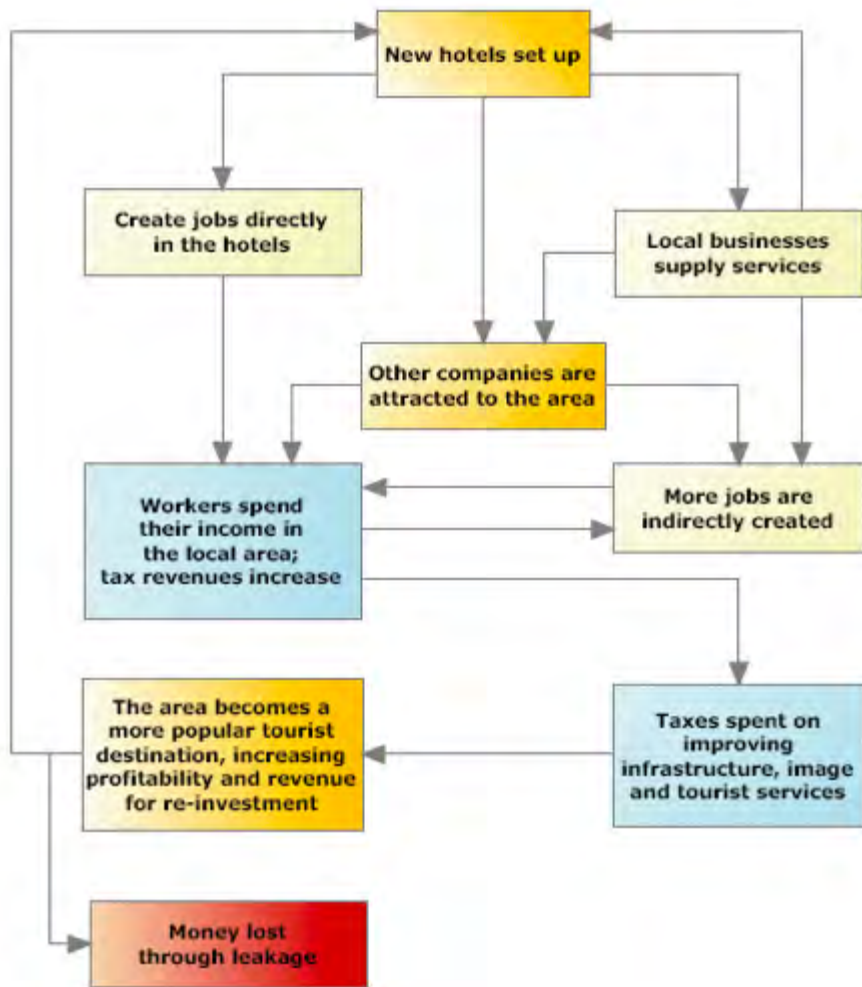 New hotels set up
Create jobs directly
in the hotels
Local businesses
supply services
Other companies are
attracted to the area
Workers spend
their income in
the local area;
tax revenues increase
More jobs are
indirectly created
The area becomes a
more popular tourist
destination, increasing
profitability and revenue
for re-investment
Taxes spent on
improving
infrastructure, image
and tourist services
Money lost
through leakage